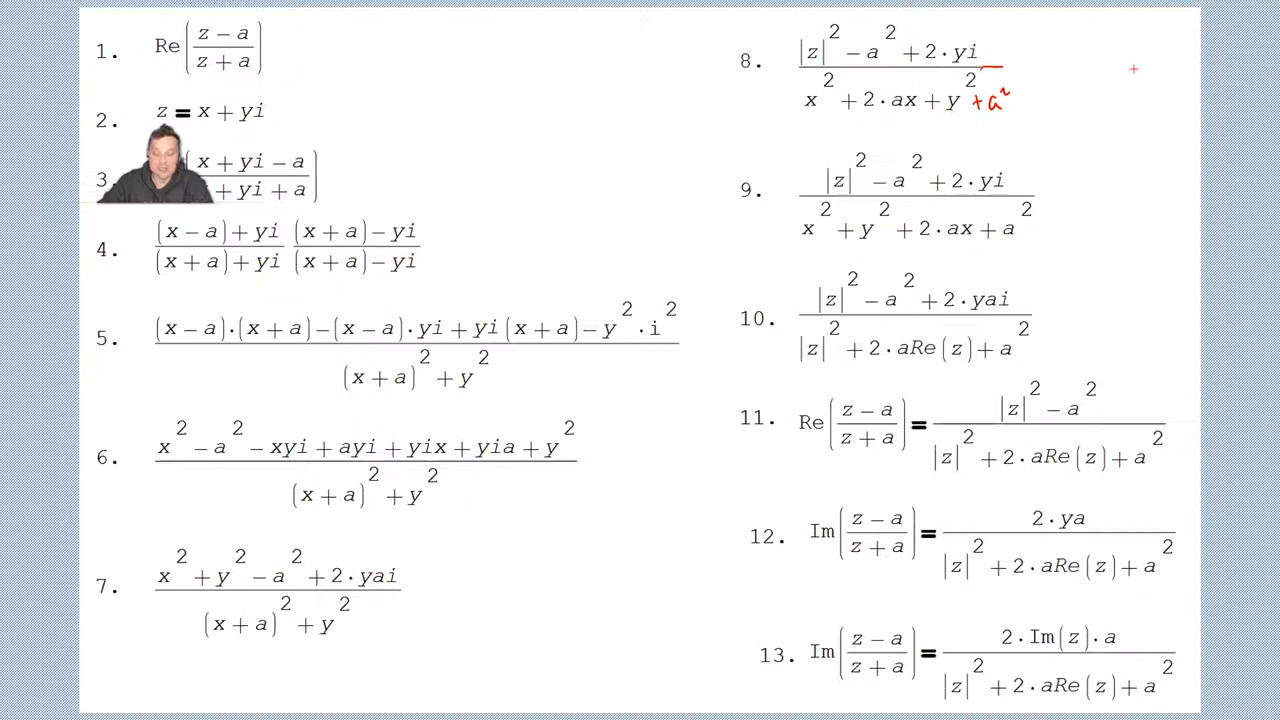 1. Re(z − a / z + a)
2. z = x + yi
3. (x + yi − a / + yi + a)
4. (x − a) + yi / (x + a) + yi (x + a) − yi / (x + a) − yi
5. (x − a)·(x + a) − (x − a)·yi + yi(x + a) − y²·i² / (x + a)² + y²
6. x² − a² − xyi + ayi + yix + yia + y² / (x + a)² + y²
7. x² + y² − a² + 2·yai / (x + a)² + y²
8. |z|² − a² + 2·yi / x² + 2·ax + y² + a²
9. |z|² − a² + 2·yi / x² + y² + 2·ax + a²
10. |z|² − a² + 2·yai / |z|² + 2·aRe(z) + a²
11. Re(z − a / z + a) = |z|² − a² / |z|² + 2·aRe(z) + a²
12. Im(z − a / z + a) = 2·ya / |z|² + 2·aRe(z) + a²
13. Im(z − a / z + a) = 2·Im(z)·a / |z|² + 2·aRe(z) + a²